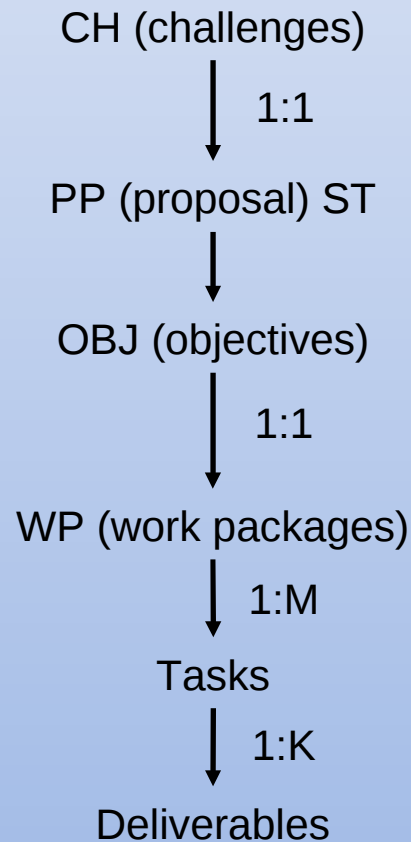 CH (challenges)
1:1
PP (proposal) ST
OBJ (objectives)
1:1
WP (work packages)
1:M
Tasks
1:K
Deliverables